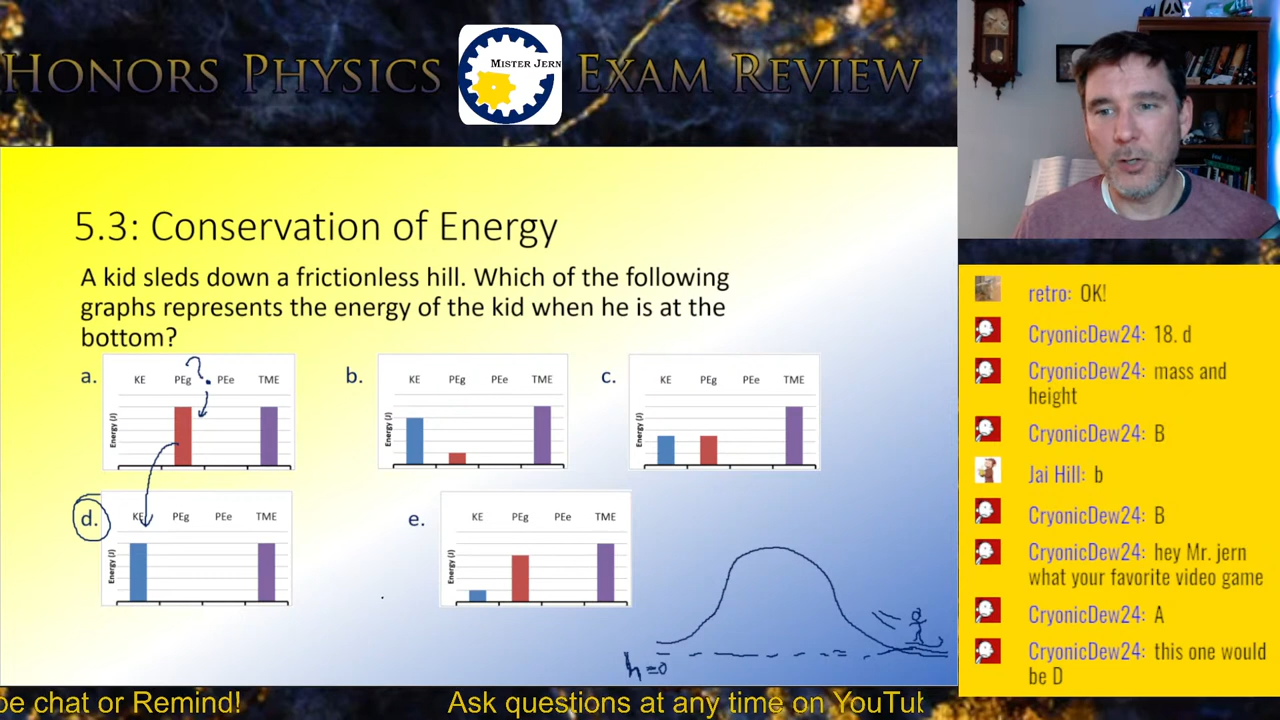 HONORS PHYSICS MISTER JERN EXAM REVIEW
5.3: Conservation of Energy
A kid sleds down a frictionless hill. Which of the following
graphs represents the energy of the kid when he is at the
bottom?
a.
?
KE PEg PEe TME
Energy (J)
b.
KE PEg PEe TME
Energy (J)
c.
KE PEg PEe TME
Energy (J)
d.
KE PEg PEe TME
Energy (J)
e.
KE PEg PEe TME
Energy (J)
h=0
retro: OK!
CryonicDew24: 18. d
CryonicDew24: mass and
height
CryonicDew24: B
Jai Hill: b
CryonicDew24: B
CryonicDew24: hey Mr. jern
what your favorite video game
CryonicDew24: A
CryonicDew24: this one would
be D
be chat or Remind! Ask questions at any time on YouTu